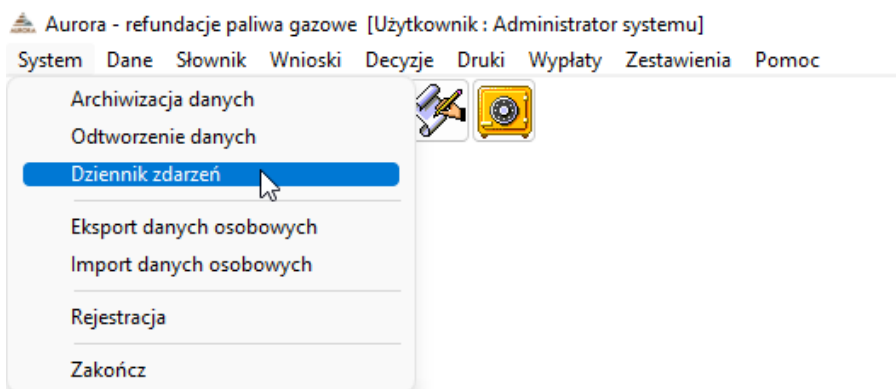 Aurora - refundacje paliwa gazowe [Użytkownik : Administrator systemu]
System Dane Słownik Wnioski Decyzje Druki Wypłaty Zestawienia Pomoc
Archiwizacja danych
Odtworzenie danych
Dziennik zdarzeń
Eksport danych osobowych
Import danych osobowych
Rejestracja
Zakończ